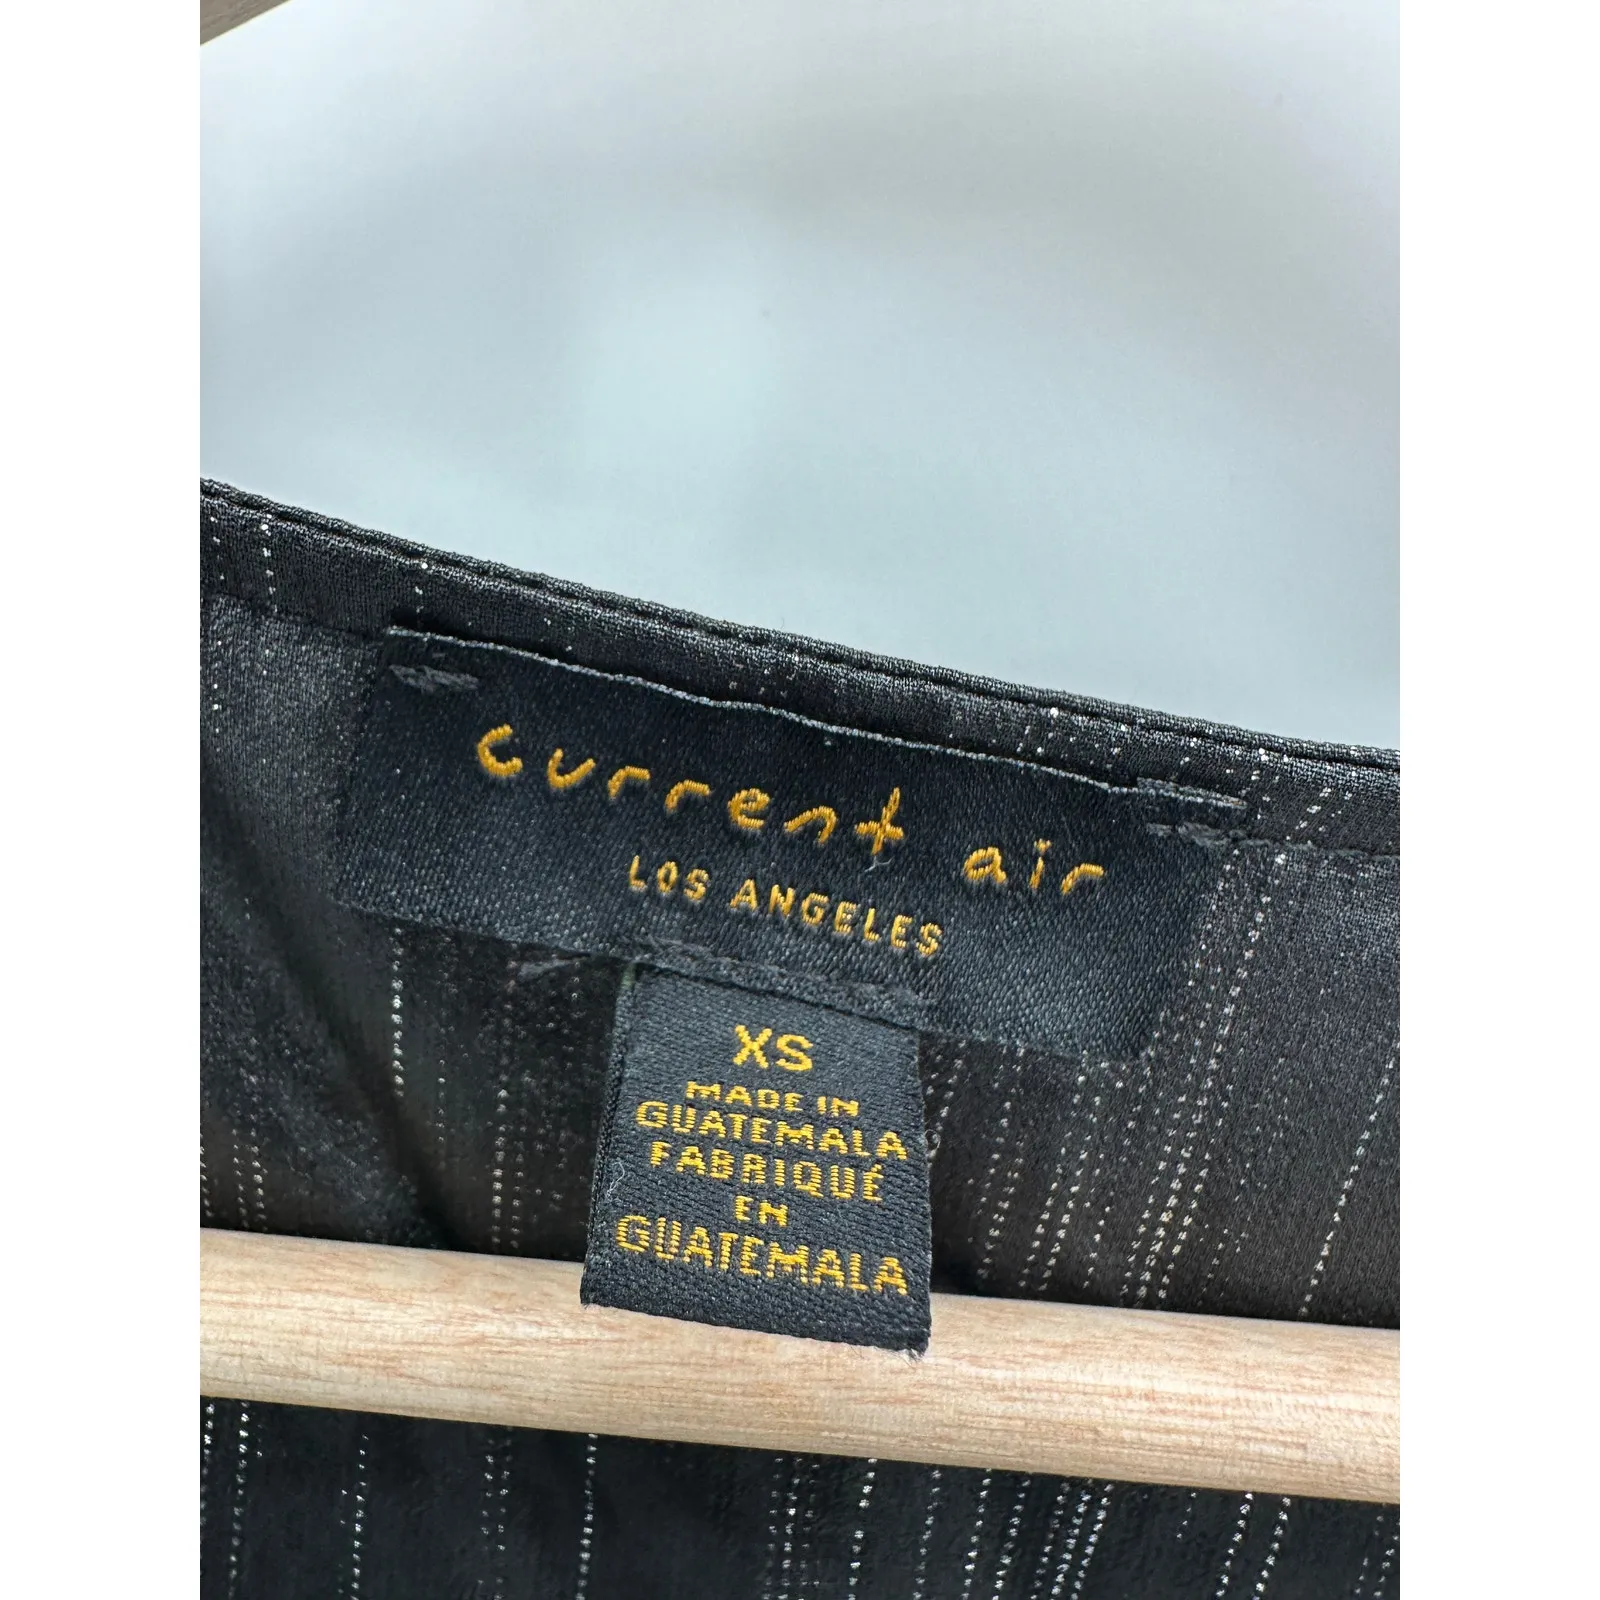 current air
LOS ANGELES
XS
MADE IN
GUATEMALA
FABRIQUÉ
EN
GUATEMALA